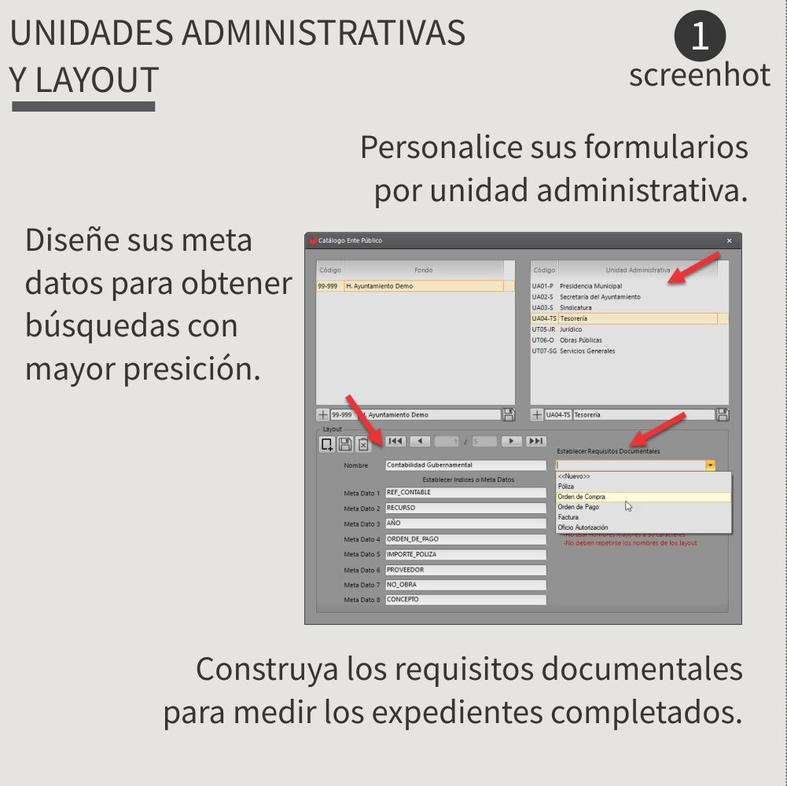 UNIDADES ADMINISTRATIVAS
Y LAYOUT
1
screenhot
Personalice sus formularios
por unidad administrativa.
Diseñe sus meta
datos para obtener
búsquedas con
mayor presición.
Catálogo Ente Público
Código Fondo
99-999 H. Ayuntamiento Demo
Código Unidad Administrativa
UA01-P Presidencia Municipal
UA02-S Secretaría del Ayuntamiento
UA03-S Sindicatura
UA04-TS Tesorería
UT05-JR Jurídico
UT06-O Obras Públicas
UT07-SG Servicios Generales
99-999 H. Ayuntamiento Demo
UA04-TS Tesorería
Layout
1 / 5
Nombre Contabilidad Gubernamental
Establecer Indices o Meta Datos
Meta Dato 1 REF_CONTABLE
Meta Dato 2 RECURSO
Meta Dato 3 AÑO
Meta Dato 4 ORDEN_DE_PAGO
Meta Dato 5 IMPORTE_POLIZA
Meta Dato 6 PROVEEDOR
Meta Dato 7 NO_OBRA
Meta Dato 8 CONCEPTO
Establecer Requisitos Documentales
<<Nuevo>>
Póliza
Orden de Compra
Orden de Pago
Factura
Oficio Autorización
-No deben repetirse los nombres de los layout
Construya los requisitos documentales
para medir los expedientes completados.